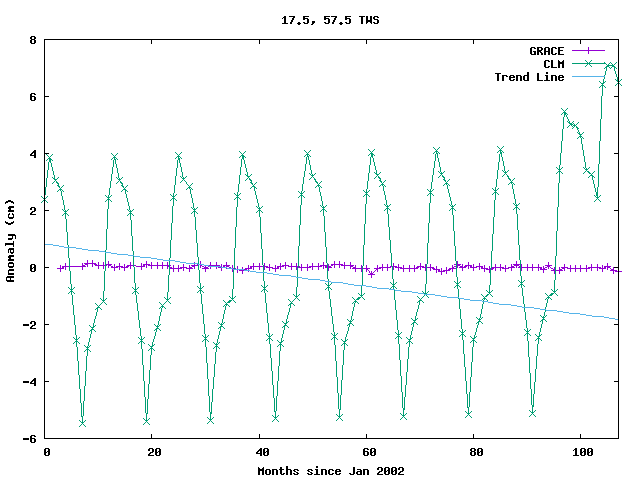 17.5, 57.5 TWS
GRACE
CLM
Trend Line
8
6
4
2
0
-2
-4
-6
Anomaly (cm)
0 20 40 60 80 100
Months since Jan 2002